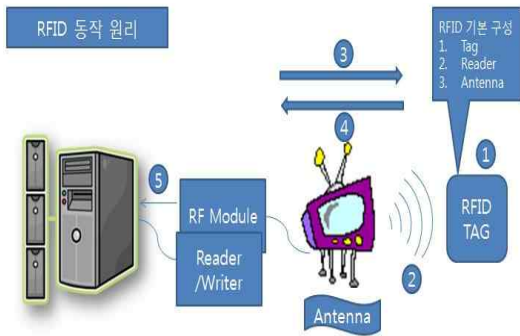 RFID 동작 원리
RFID 기본 구성
1. Tag
2. Reader
3. Antenna
3
4
1
5
RF Module
RFID
TAG
Reader
/Writer
2
Antenna